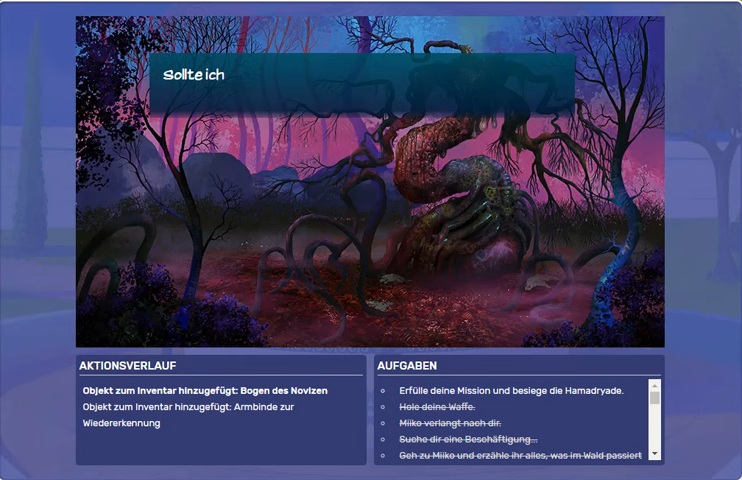 Sollte ich
AKTIONSVERLAUF
Objekt zum Inventar hinzugefügt: Bogen des Novizen
Objekt zum Inventar hinzugefügt: Armbinde zur
Wiedererkennung
AUFGABEN
Erfülle deine Mission und besiege die Hamadryade.
Hole deine Waffe.
Miiko verlangt nach dir.
Suche dir eine Beschäftigung...
Geh zu Miiko und erzähle ihr alles, was im Wald passiert